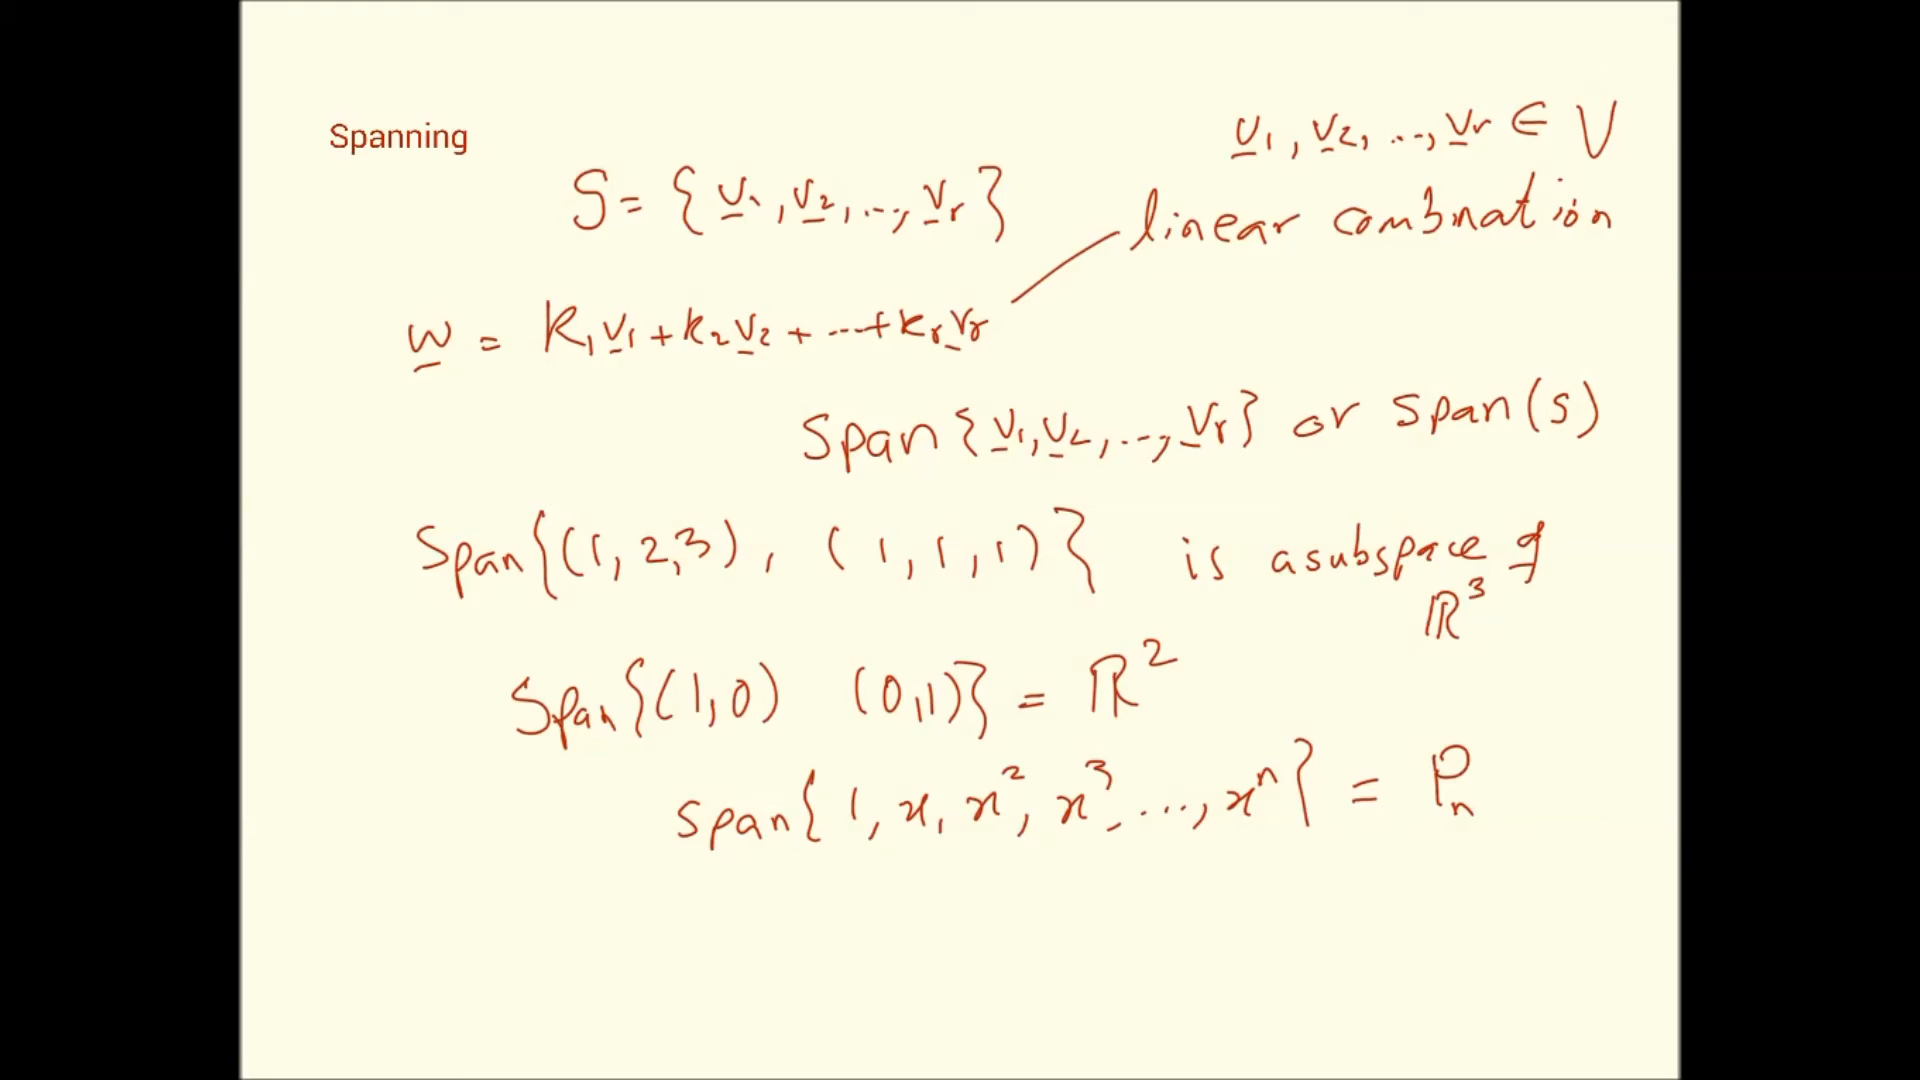 Spanning
v1, v2, ..., vr ∈ V
S = { v1, v2, ..., vr }
linear combination
w = k1v1 + k2v2 + ... + krvr
Span { v1, v2, ..., vr } or span(s)
Span { (1, 2, 3), (1, 1, 1) } is a subspace of
ℝ³
Span { (1,0) (0,1) } = ℝ²
span { 1, x, x², x³, ..., xⁿ } = Pn